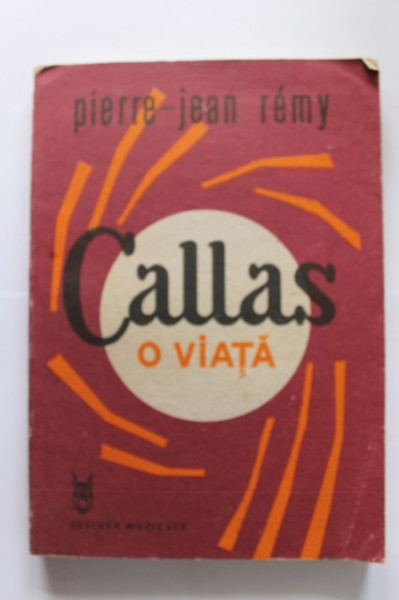 pierre-jean rémy
Callas
O VIAȚĂ
EDITURA MUZICALĂ